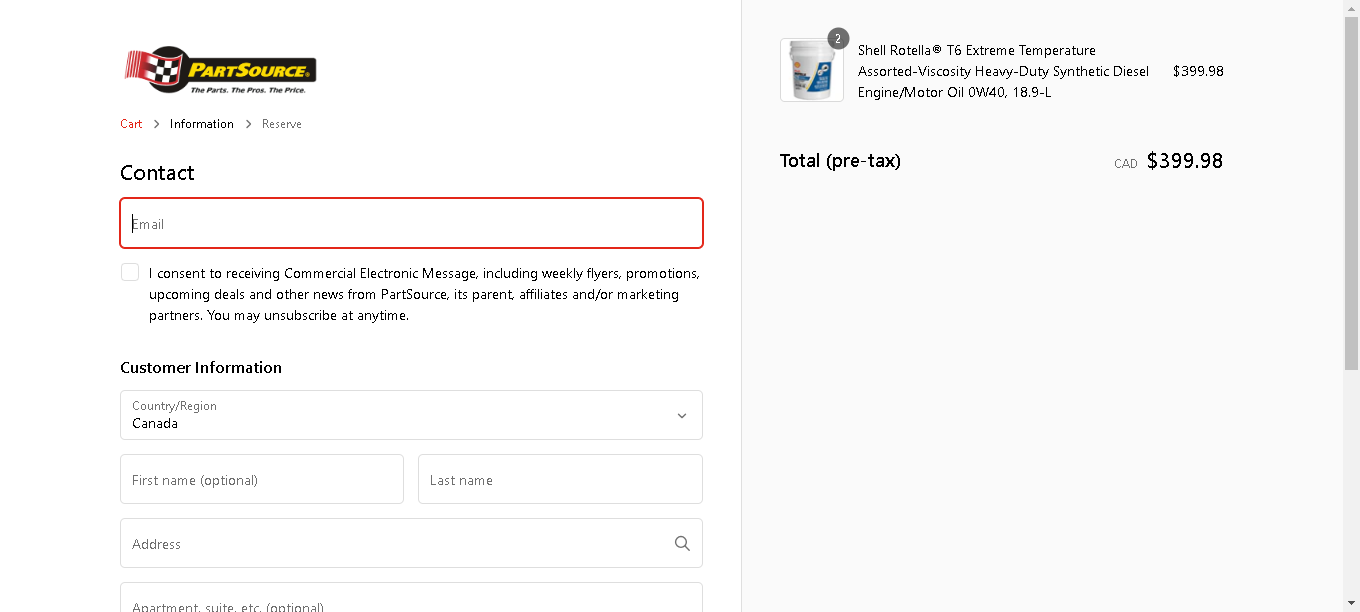 PARTSOURCE®
The Parts. The Pros. The Price.
Cart > Information > Reserve
Contact
Email
I consent to receiving Commercial Electronic Message, including weekly flyers, promotions,
upcoming deals and other news from PartSource, its parent, affiliates and/or marketing
partners. You may unsubscribe at anytime.
Customer Information
Country/Region
Canada
First name (optional)
Last name
Address
Apartment, suite, etc. (optional)
2
Shell Rotella® T6 Extreme Temperature
Assorted-Viscosity Heavy-Duty Synthetic Diesel
Engine/Motor Oil 0W40, 18.9-L
$399.98
Total (pre-tax)
CAD $399.98